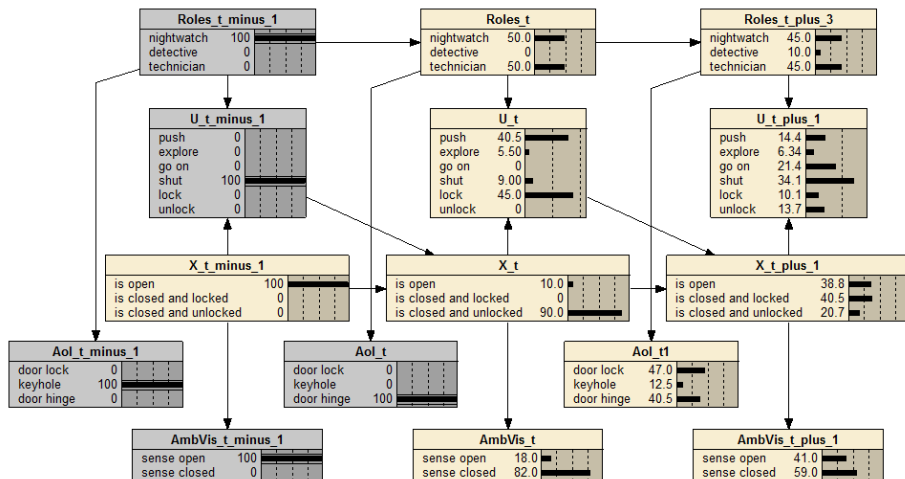 Roles_t_minus_1
nightwatch 100
detective 0
technician 0
Roles_t
nightwatch 50.0
detective 0
technician 50.0
Roles_t_plus_3
nightwatch 45.0
detective 10.0
technician 45.0
U_t_minus_1
push 0
explore 0
go on 0
shut 100
lock 0
unlock 0
U_t
push 40.5
explore 5.50
go on 0
shut 9.00
lock 45.0
unlock 0
U_t_plus_1
push 14.4
explore 6.34
go on 21.4
shut 34.1
lock 10.1
unlock 13.7
X_t_minus_1
is open 100
is closed and locked 0
is closed and unlocked 0
X_t
is open 10.0
is closed and locked 0
is closed and unlocked 90.0
X_t_plus_1
is open 38.8
is closed and locked 40.5
is closed and unlocked 20.7
AoI_t_minus_1
door lock 0
keyhole 100
door hinge 0
AoI_t
door lock 0
keyhole 0
door hinge 100
AoI_t1
door lock 47.0
keyhole 12.5
door hinge 40.5
AmbVis_t_minus_1
sense open 100
sense closed 0
AmbVis_t
sense open 18.0
sense closed 82.0
AmbVis_t_plus_1
sense open 41.0
sense closed 59.0